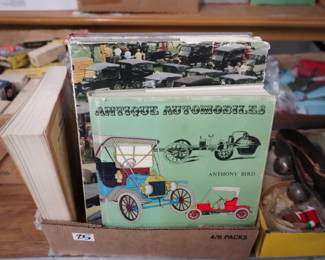 ANTIQUE AUTOMOBILES
ANTHONY BIRD
4/6 PACKS